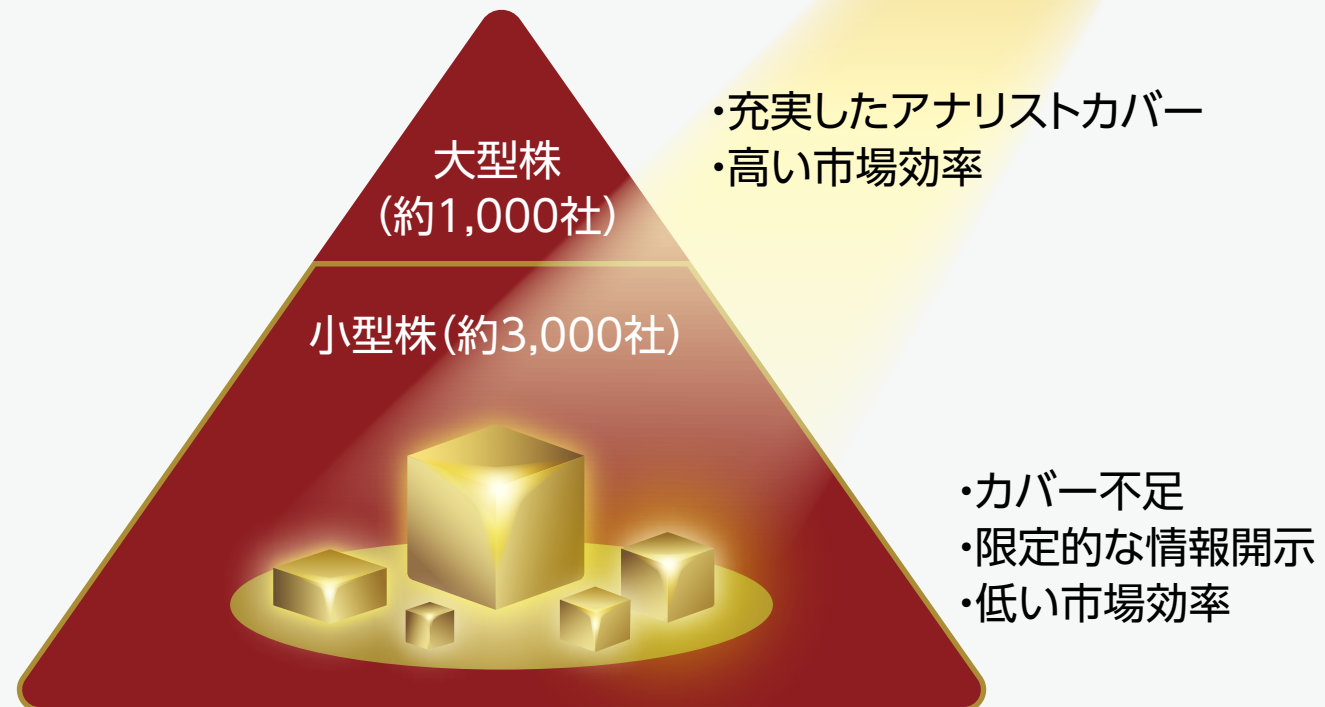 大型株
（約1,000社）
・充実したアナリストカバー
・高い市場効率
小型株（約3,000社）
・カバー不足
・限定的な情報開示
・低い市場効率